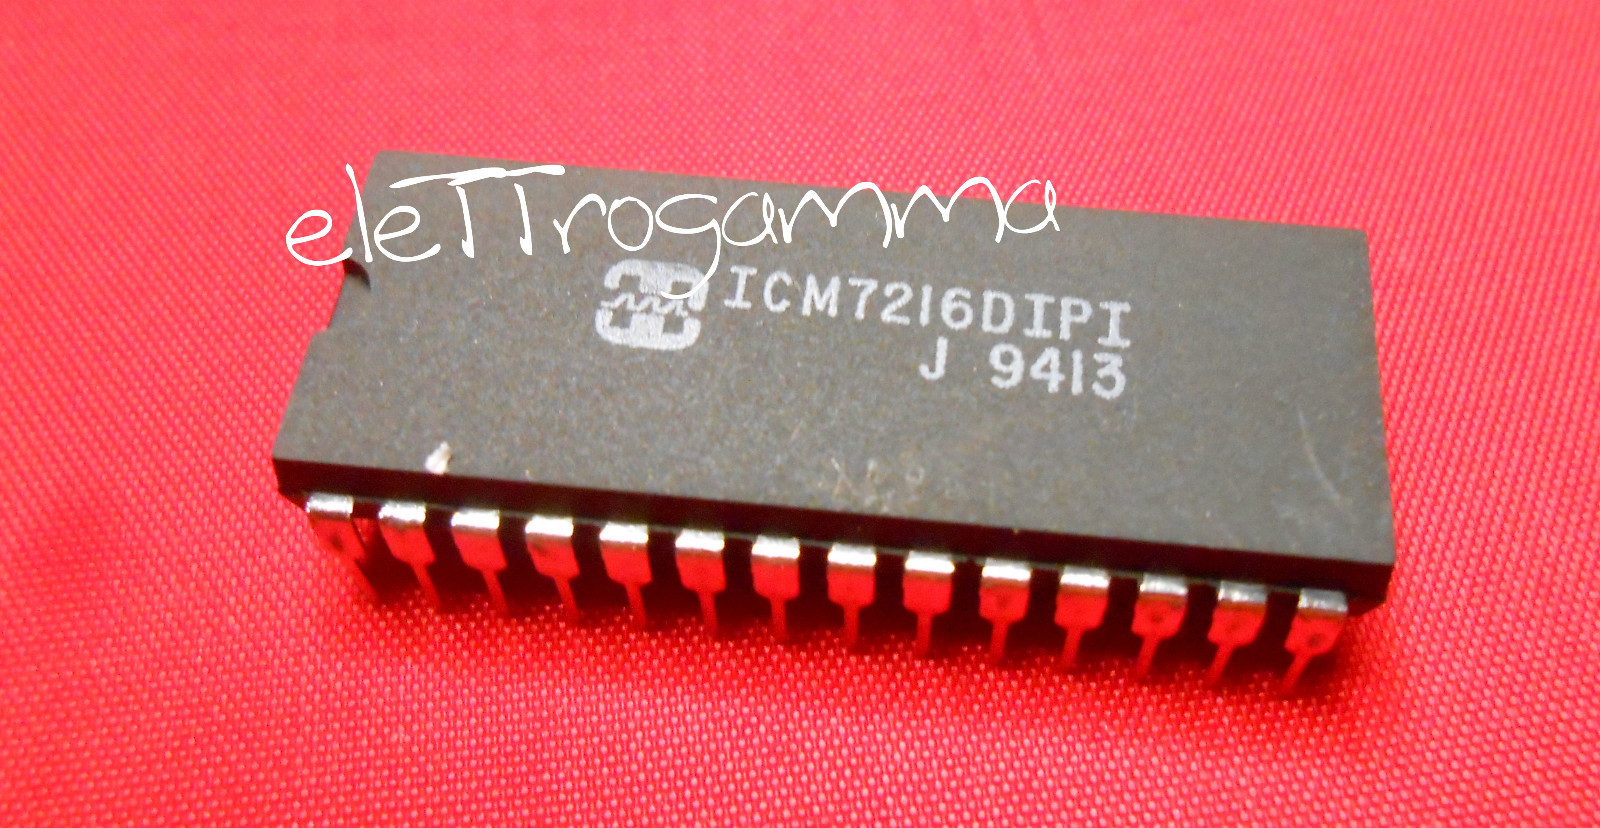 eleTTrogamma
ICM7216DIPI
J 9413